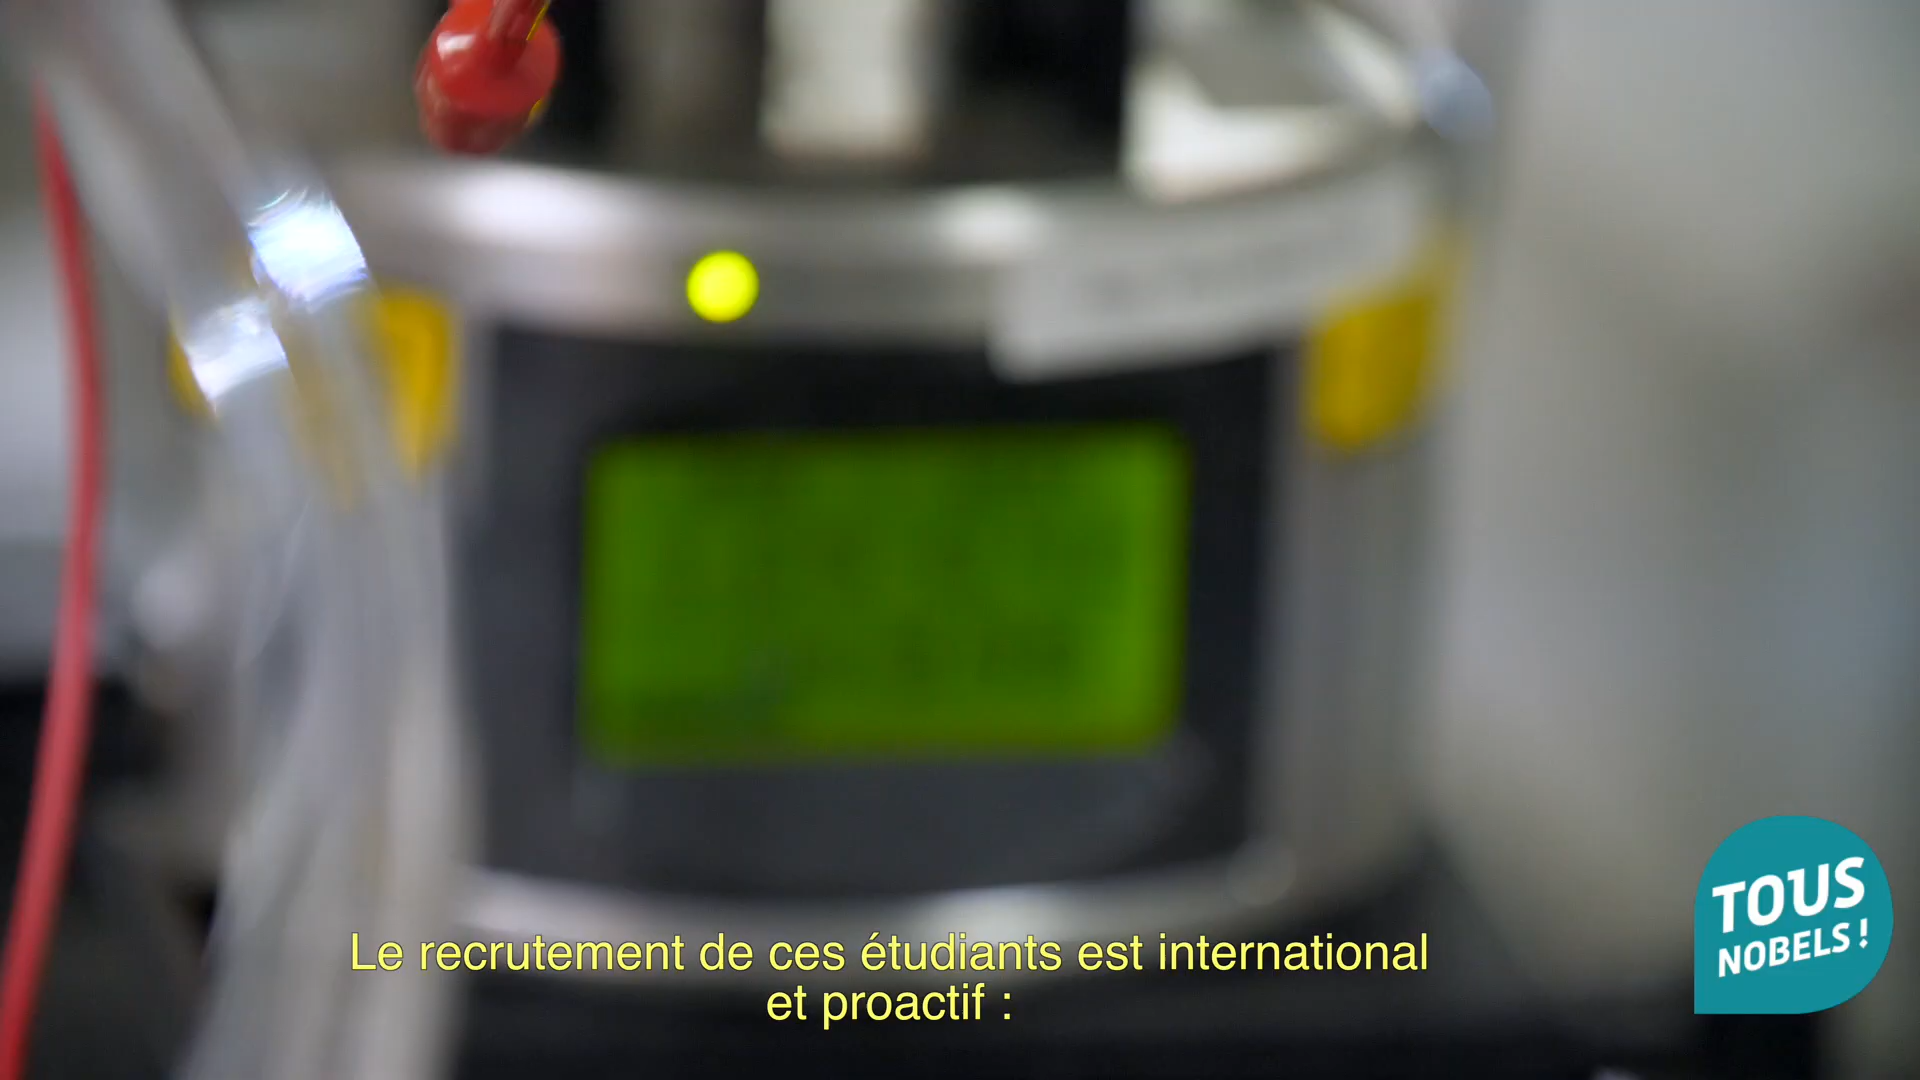 Le recrutement de ces étudiants est international
et proactif :
TOUS
NOBELS !